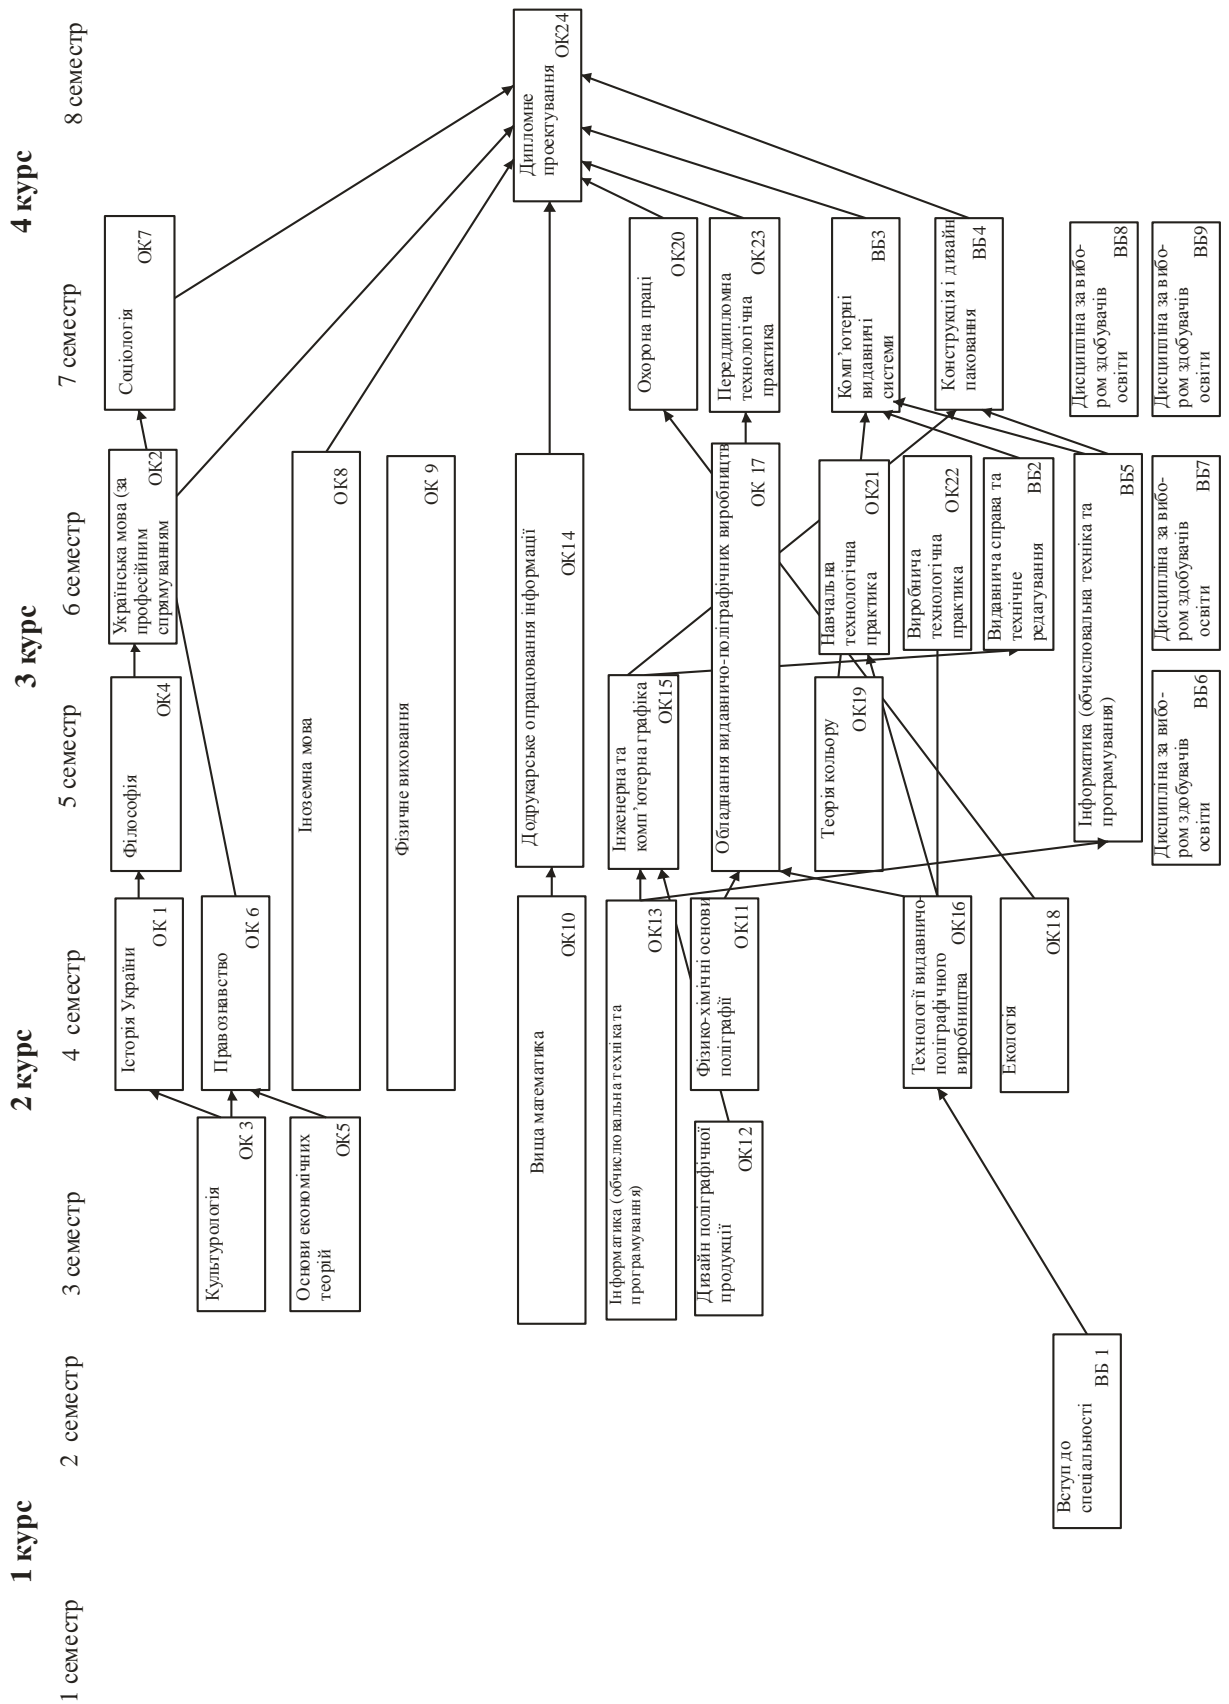 1 курс
2 курс
3 курс
4 курс
1 семестр
2 семестр
3 семестр
4 семестр
5 семестр
6 семестр
7 семестр
8 семестр
Історія України
ОК 1
Філософія
ОК4
Українська мова (за
професійним
спрямуванням
ОК2
Соціологія
ОК7
Культурологія
ОК 3
Правознавство
ОК 6
Основи економічних
теорій
ОК5
Іноземна мова
ОК8
Фізичне виховання
ОК 9
Вища математика
ОК10
Додрукарське опрацювання інформації
ОК14
Дипломне
проектування
ОК24
Інформатика (обчислювальна техніка та
програмування)
ОК13
Інженерна та
комп’ютерна графіка
ОК15
Охорона праці
ОК20
Дизайн поліграфічної
продукції
ОК12
Фізико-хімічні основи
поліграфії
ОК11
Обладнання видавничо-поліграфічних виробництв
ОК 17
Переддипломна
технологічна
практика
ОК23
Теорія кольору
ОК19
Навчальна
технологічна
практика
ОК21
Комп’ютерні
видавничі
системи
ВБ3
Технології видавничо-
поліграфічного
виробництва
ОК16
Виробнича
технологічна
практика
ОК22
Конструкція і дизайн
паковання
ВБ4
Екологія
ОК18
Видавнича справа та
технічне
редагування
ВБ2
Вступ до
спеціальності
ВБ 1
Інформатика (обчислювальна техніка та
програмування)
ВБ5
Дисципліна за вибо-
ром здобувачів
освіти
ВБ8
Дисципліна за вибо-
ром здобувачів
освіти
ВБ6
Дисципліна за вибо-
ром здобувачів
освіти
ВБ7
Дисципліна за вибо-
ром здобувачів
освіти
ВБ9